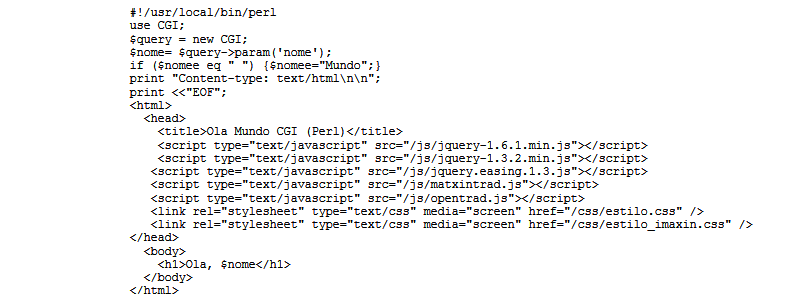 #!/usr/local/bin/perl
use CGI;
$query = new CGI;
$nome= $query->param('nome');
if ($nomee eq " ") {$nomee="Mundo";}
print "Content-type: text/html\n\n";
print <<"EOF";
<html>
  <head>
    <title>Ola Mundo CGI (Perl)</title>
    <script type="text/javascript" src="/js/jquery-1.6.1.min.js"></script>
    <script type="text/javascript" src="/js/jquery-1.3.2.min.js"></script>
   <script type="text/javascript" src="/js/jquery.easing.1.3.js"></script>
   <script type="text/javascript" src="/js/matxintrad.js"></script>
   <script type="text/javascript" src="/js/opentrad.js"></script>
   <link rel="stylesheet" type="text/css" media="screen" href="/css/estilo.css" />
   <link rel="stylesheet" type="text/css" media="screen" href="/css/estilo_imaxin.css" />
</head>
  <body>
    <h1>Ola, $nome</h1>
  </body>
</html>